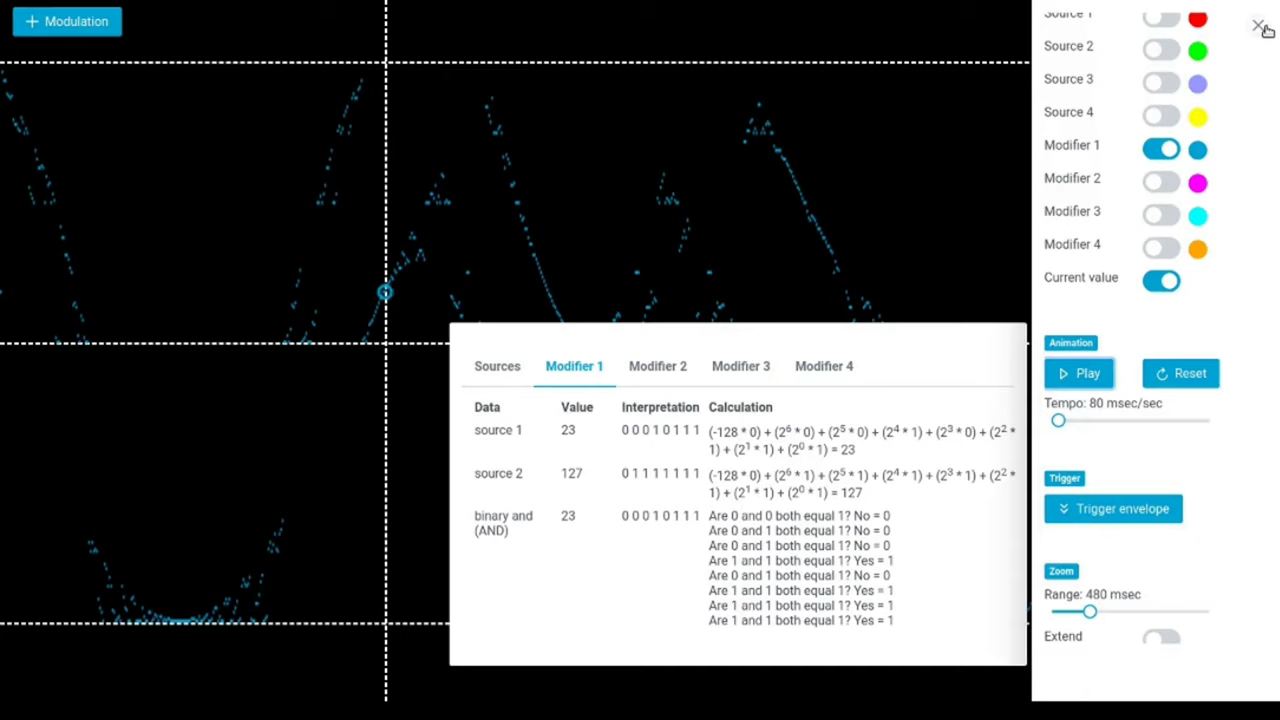 + Modulation
Source 1
Source 2
Source 3
Source 4
Modifier 1
Modifier 2
Modifier 3
Modifier 4
Current value
Animation
Play
Reset
Tempo: 80 msec/sec
Trigger
Trigger envelope
Zoom
Range: 480 msec
Extend
Sources Modifier 1 Modifier 2 Modifier 3 Modifier 4
Data Value Interpretation Calculation
source 1 23 0 0 0 1 0 1 1 1 (-128 * 0) + (2⁶ * 0) + (2⁵ * 0) + (2⁴ * 1) + (2³ * 0) + (2² *
1) + (2¹ * 1) + (2⁰ * 1) = 23
source 2 127 0 1 1 1 1 1 1 1 (-128 * 0) + (2⁶ * 1) + (2⁵ * 1) + (2⁴ * 1) + (2³ * 1) + (2² *
1) + (2¹ * 1) + (2⁰ * 1) = 127
binary and 23 0 0 0 1 0 1 1 1 Are 0 and 0 both equal 1? No = 0
(AND) Are 0 and 1 both equal 1? No = 0
Are 0 and 1 both equal 1? No = 0
Are 1 and 1 both equal 1? Yes = 1
Are 0 and 1 both equal 1? No = 0
Are 1 and 1 both equal 1? Yes = 1
Are 1 and 1 both equal 1? Yes = 1
Are 1 and 1 both equal 1? Yes = 1